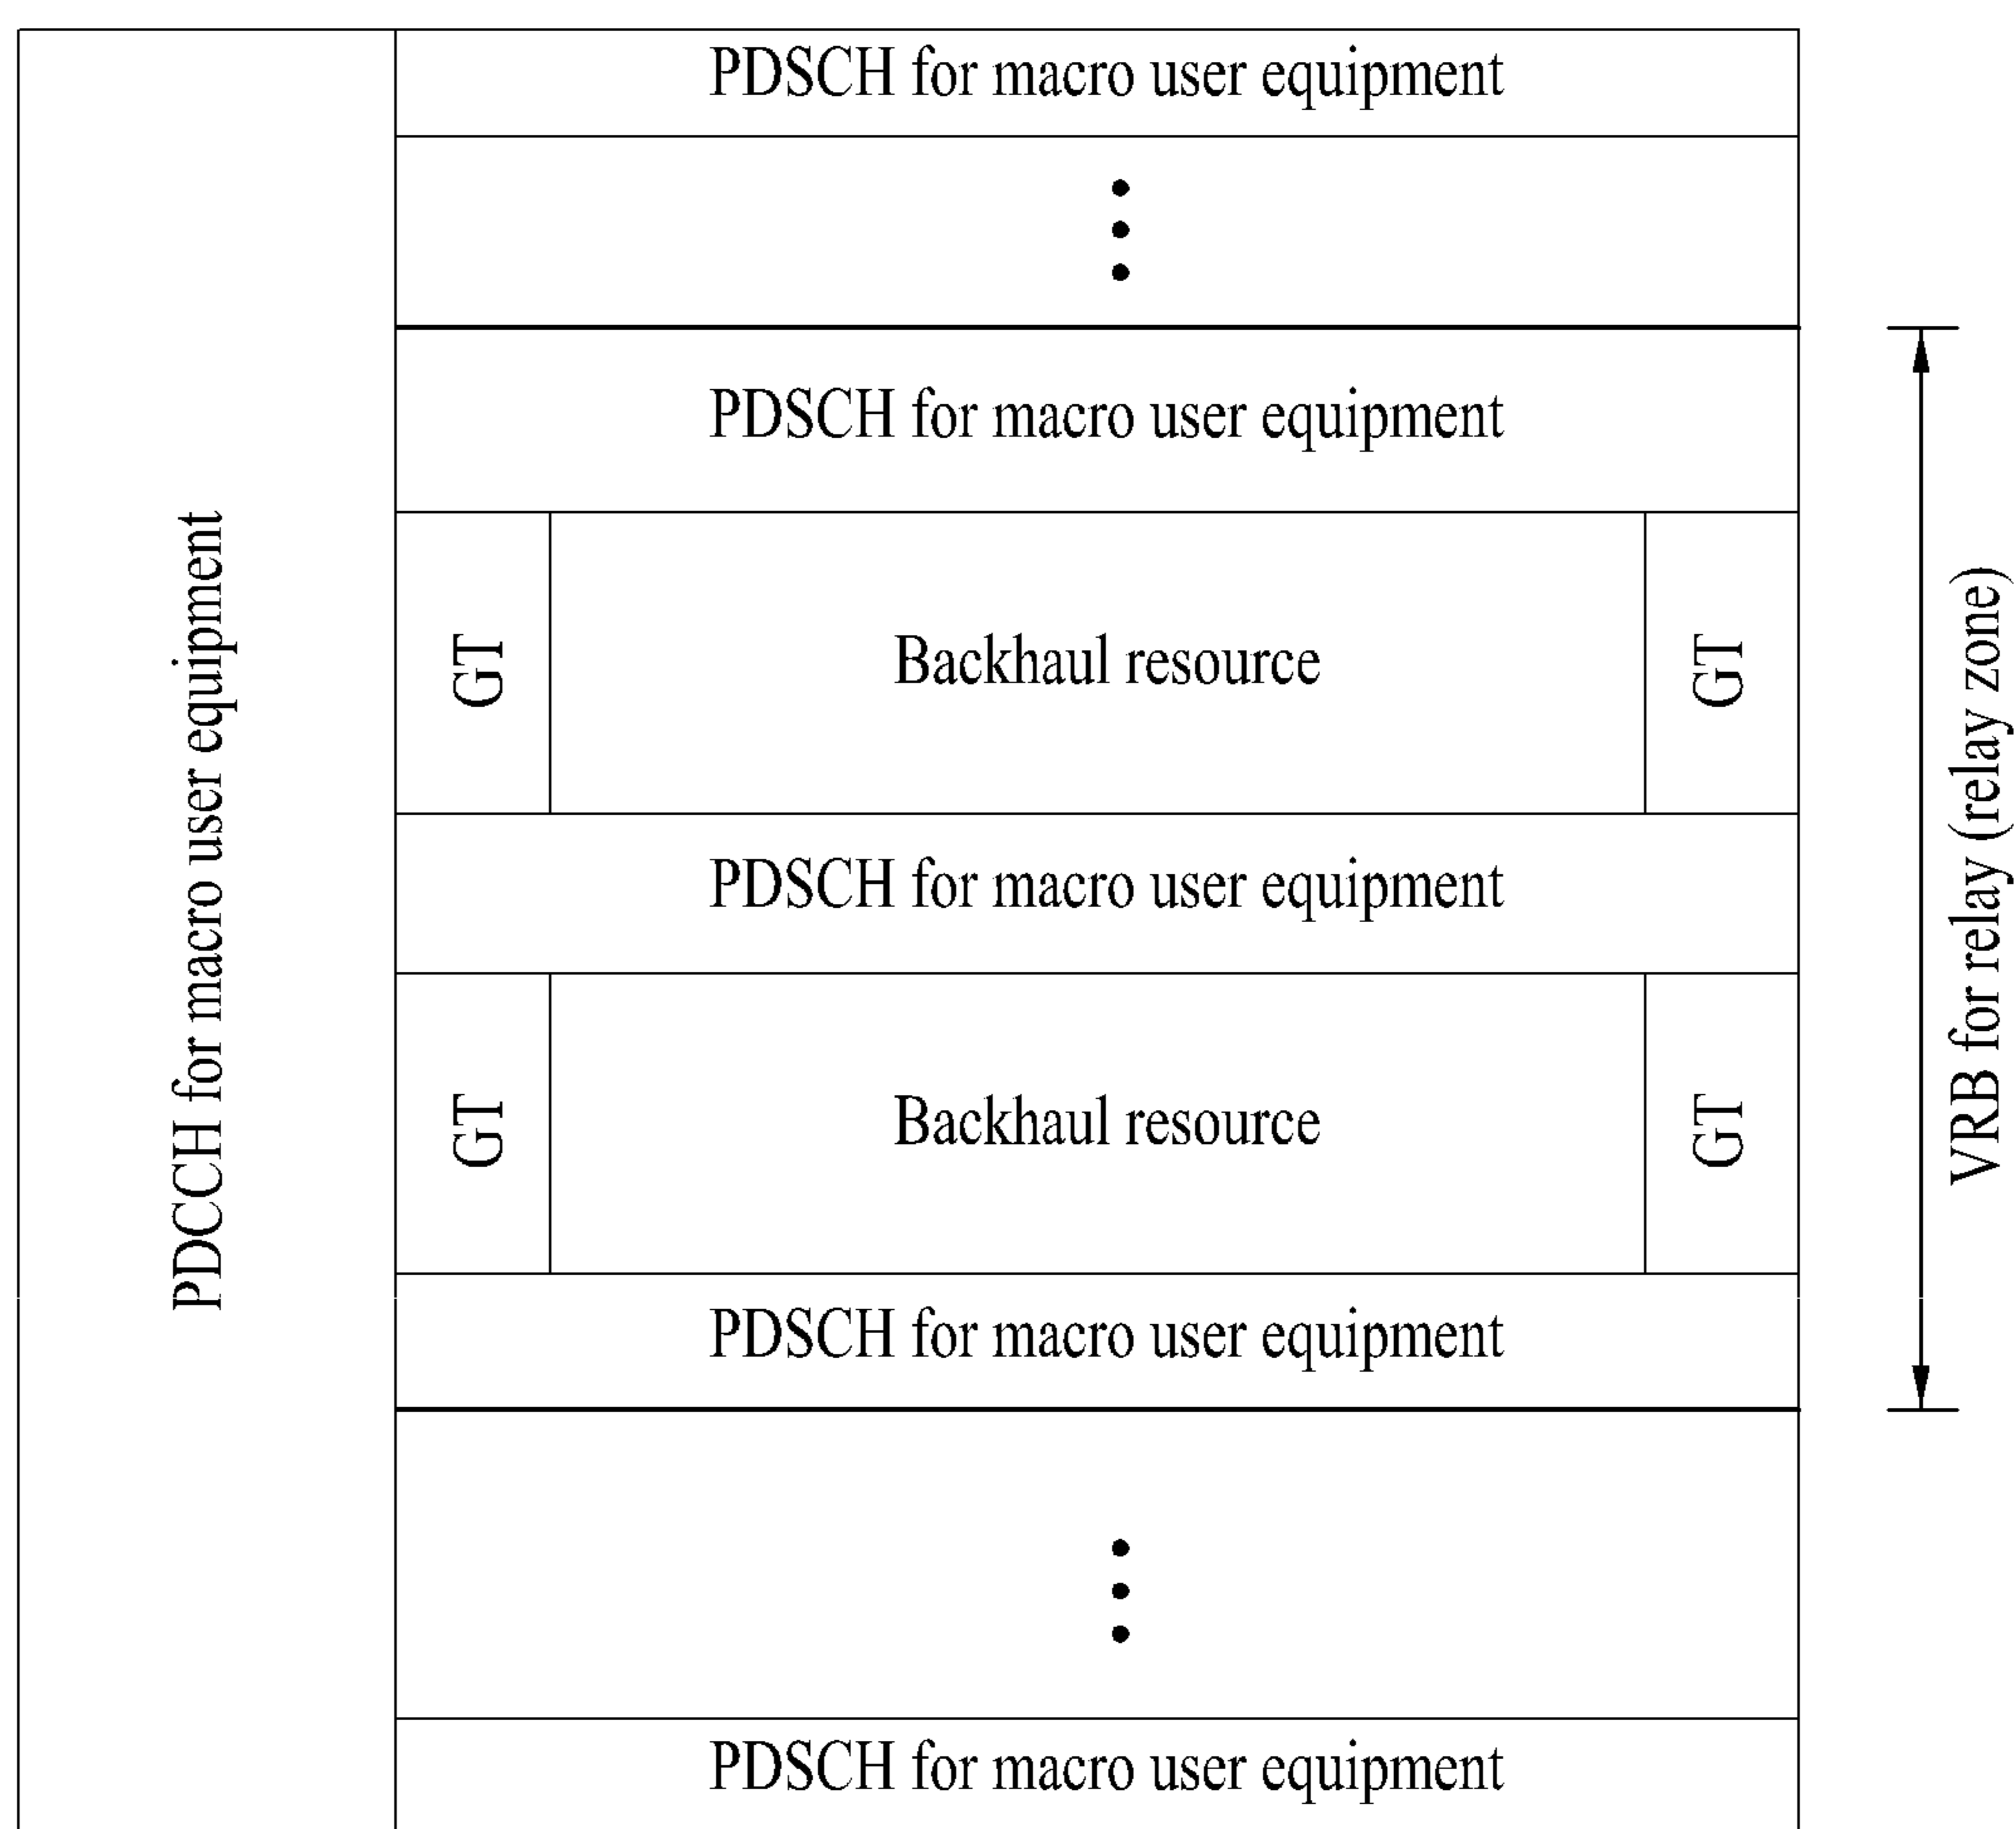 PDCCH for macro user equipment
PDSCH for macro user equipment
PDSCH for macro user equipment
GT
Backhaul resource
GT
PDSCH for macro user equipment
GT
Backhaul resource
GT
PDSCH for macro user equipment
PDSCH for macro user equipment
VRB for relay (relay zone)